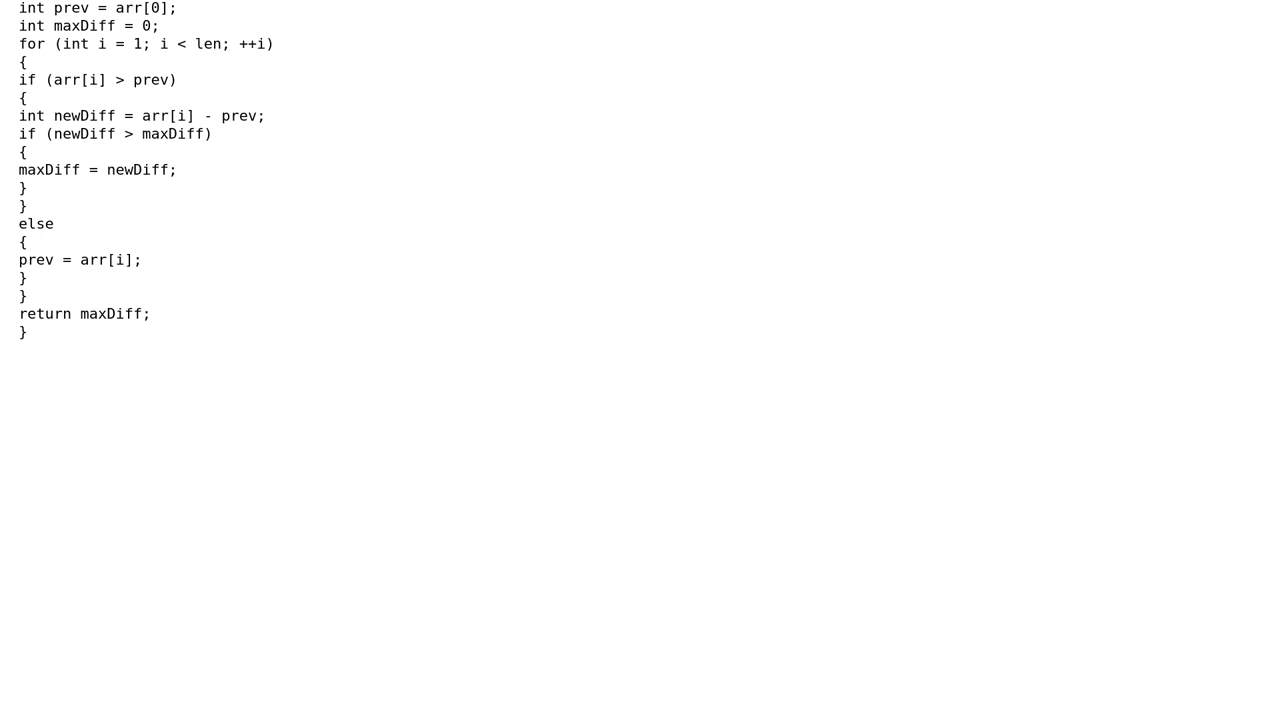 int prev = arr[0];
int maxDiff = 0;
for (int i = 1; i < len; ++i)
{
if (arr[i] > prev)
{
int newDiff = arr[i] - prev;
if (newDiff > maxDiff)
{
maxDiff = newDiff;
}
}
else
{
prev = arr[i];
}
}
return maxDiff;
}